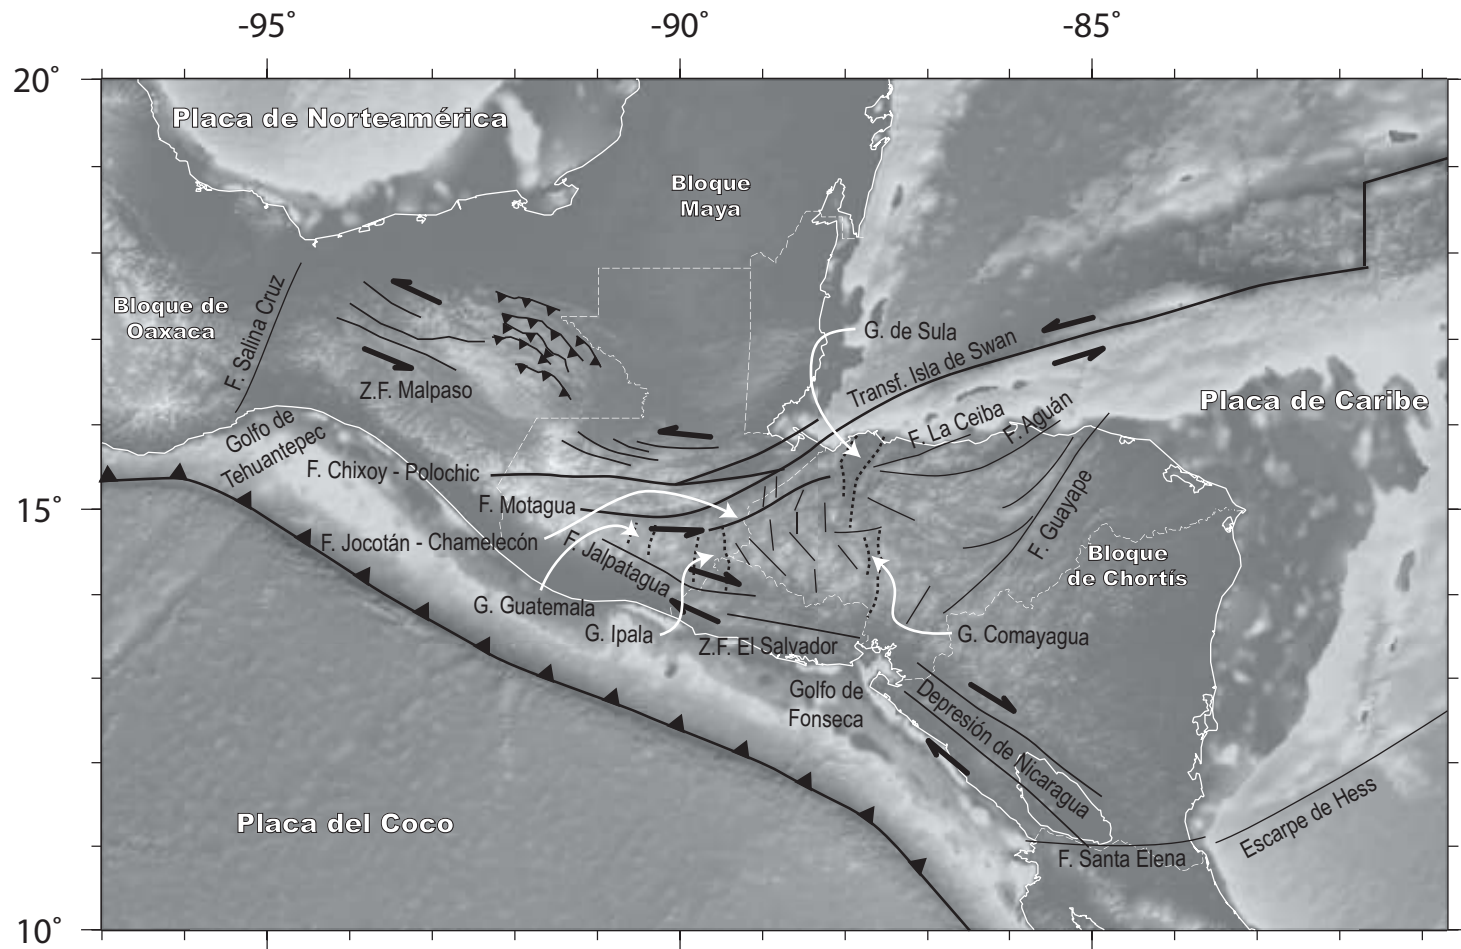 -95°
-90°
-85°
20°
Placa de Norteamérica
Bloque
Maya
Bloque de
Oaxaca
F. Salina Cruz
Z.F. Malpaso
G. de Sula
Transf. Isla de Swan
Placa de Caribe
F. La Ceiba
F. Aguán
Golfo de
Tehuantepec
F. Chixoy - Polochic
15°
F. Motagua
F. Guayape
F. Jocotán - Chamelecón
F. Jalpatagua
Bloque
de Chortís
G. Guatemala
G. Ipala
Z.F. El Salvador
G. Comayagua
Golfo de
Fonseca
Depresión de Nicaragua
Placa del Coco
Escarpe de Hess
F. Santa Elena
10°